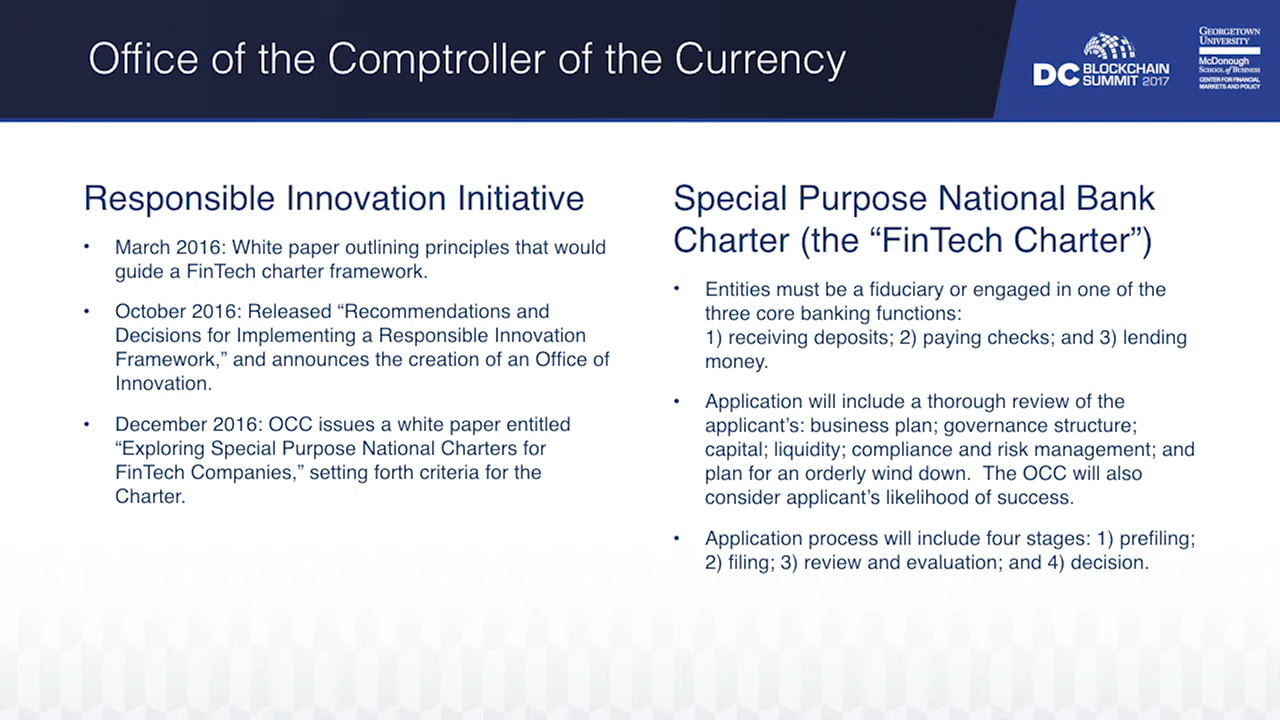 Office of the Comptroller of the Currency
DC BLOCKCHAIN
SUMMIT 2017
GEORGETOWN
UNIVERSITY
McDonough
SCHOOL of BUSINESS
CENTER FOR FINANCIAL
MARKETS AND POLICY
Responsible Innovation Initiative
• March 2016: White paper outlining principles that would
guide a FinTech charter framework.
• October 2016: Released “Recommendations and
Decisions for Implementing a Responsible Innovation
Framework,” and announces the creation of an Office of
Innovation.
• December 2016: OCC issues a white paper entitled
“Exploring Special Purpose National Charters for
FinTech Companies,” setting forth criteria for the
Charter.
Special Purpose National Bank
Charter (the “FinTech Charter”)
• Entities must be a fiduciary or engaged in one of the
three core banking functions:
1) receiving deposits; 2) paying checks; and 3) lending
money.
• Application will include a thorough review of the
applicant’s: business plan; governance structure;
capital; liquidity; compliance and risk management; and
plan for an orderly wind down.  The OCC will also
consider applicant’s likelihood of success.
• Application process will include four stages: 1) prefiling;
2) filing; 3) review and evaluation; and 4) decision.